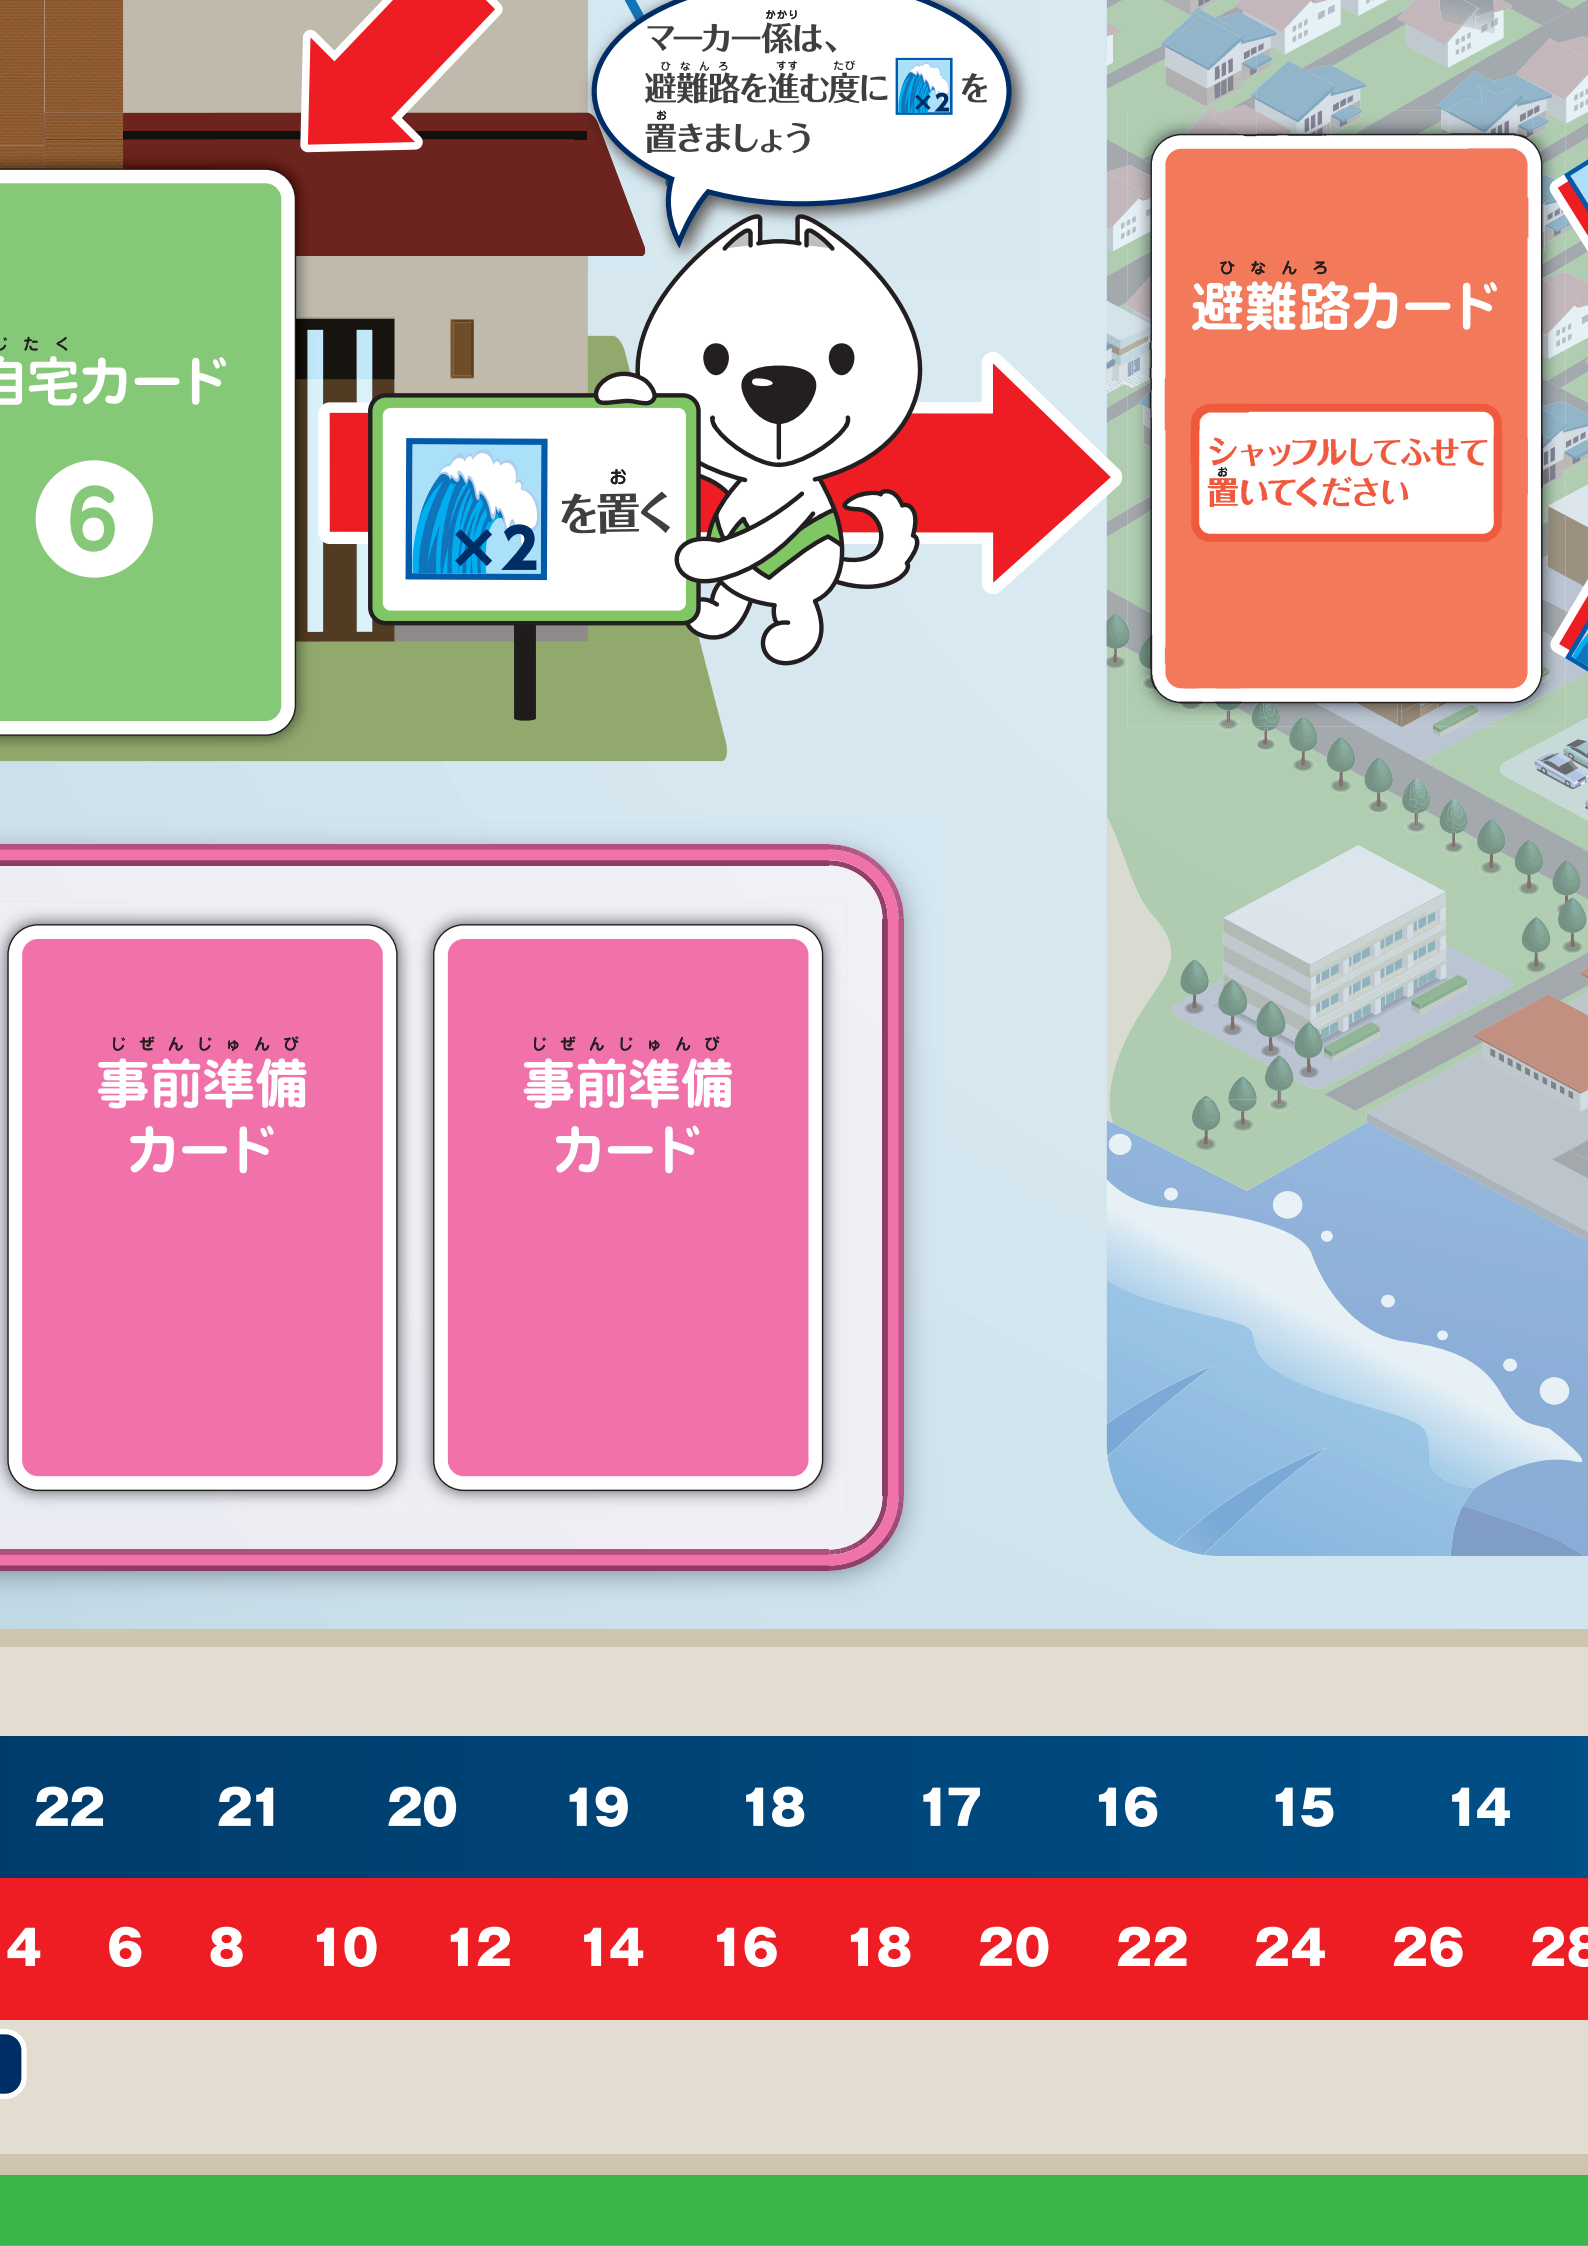 かかり
マーカー係は、
ひなんろ すす たび
避難路を進む度に×2を
お
置きましょう
じたく
自宅カード
6
×2
お
を置く
ひなんろ
避難路カード
シャッフルしてふせて
お
置いてください
じぜんじゅんび
事前準備
カード
じぜんじゅんび
事前準備
カード
22 21 20 19 18 17 16 15 14
4 6 8 10 12 14 16 18 20 22 24 26 28